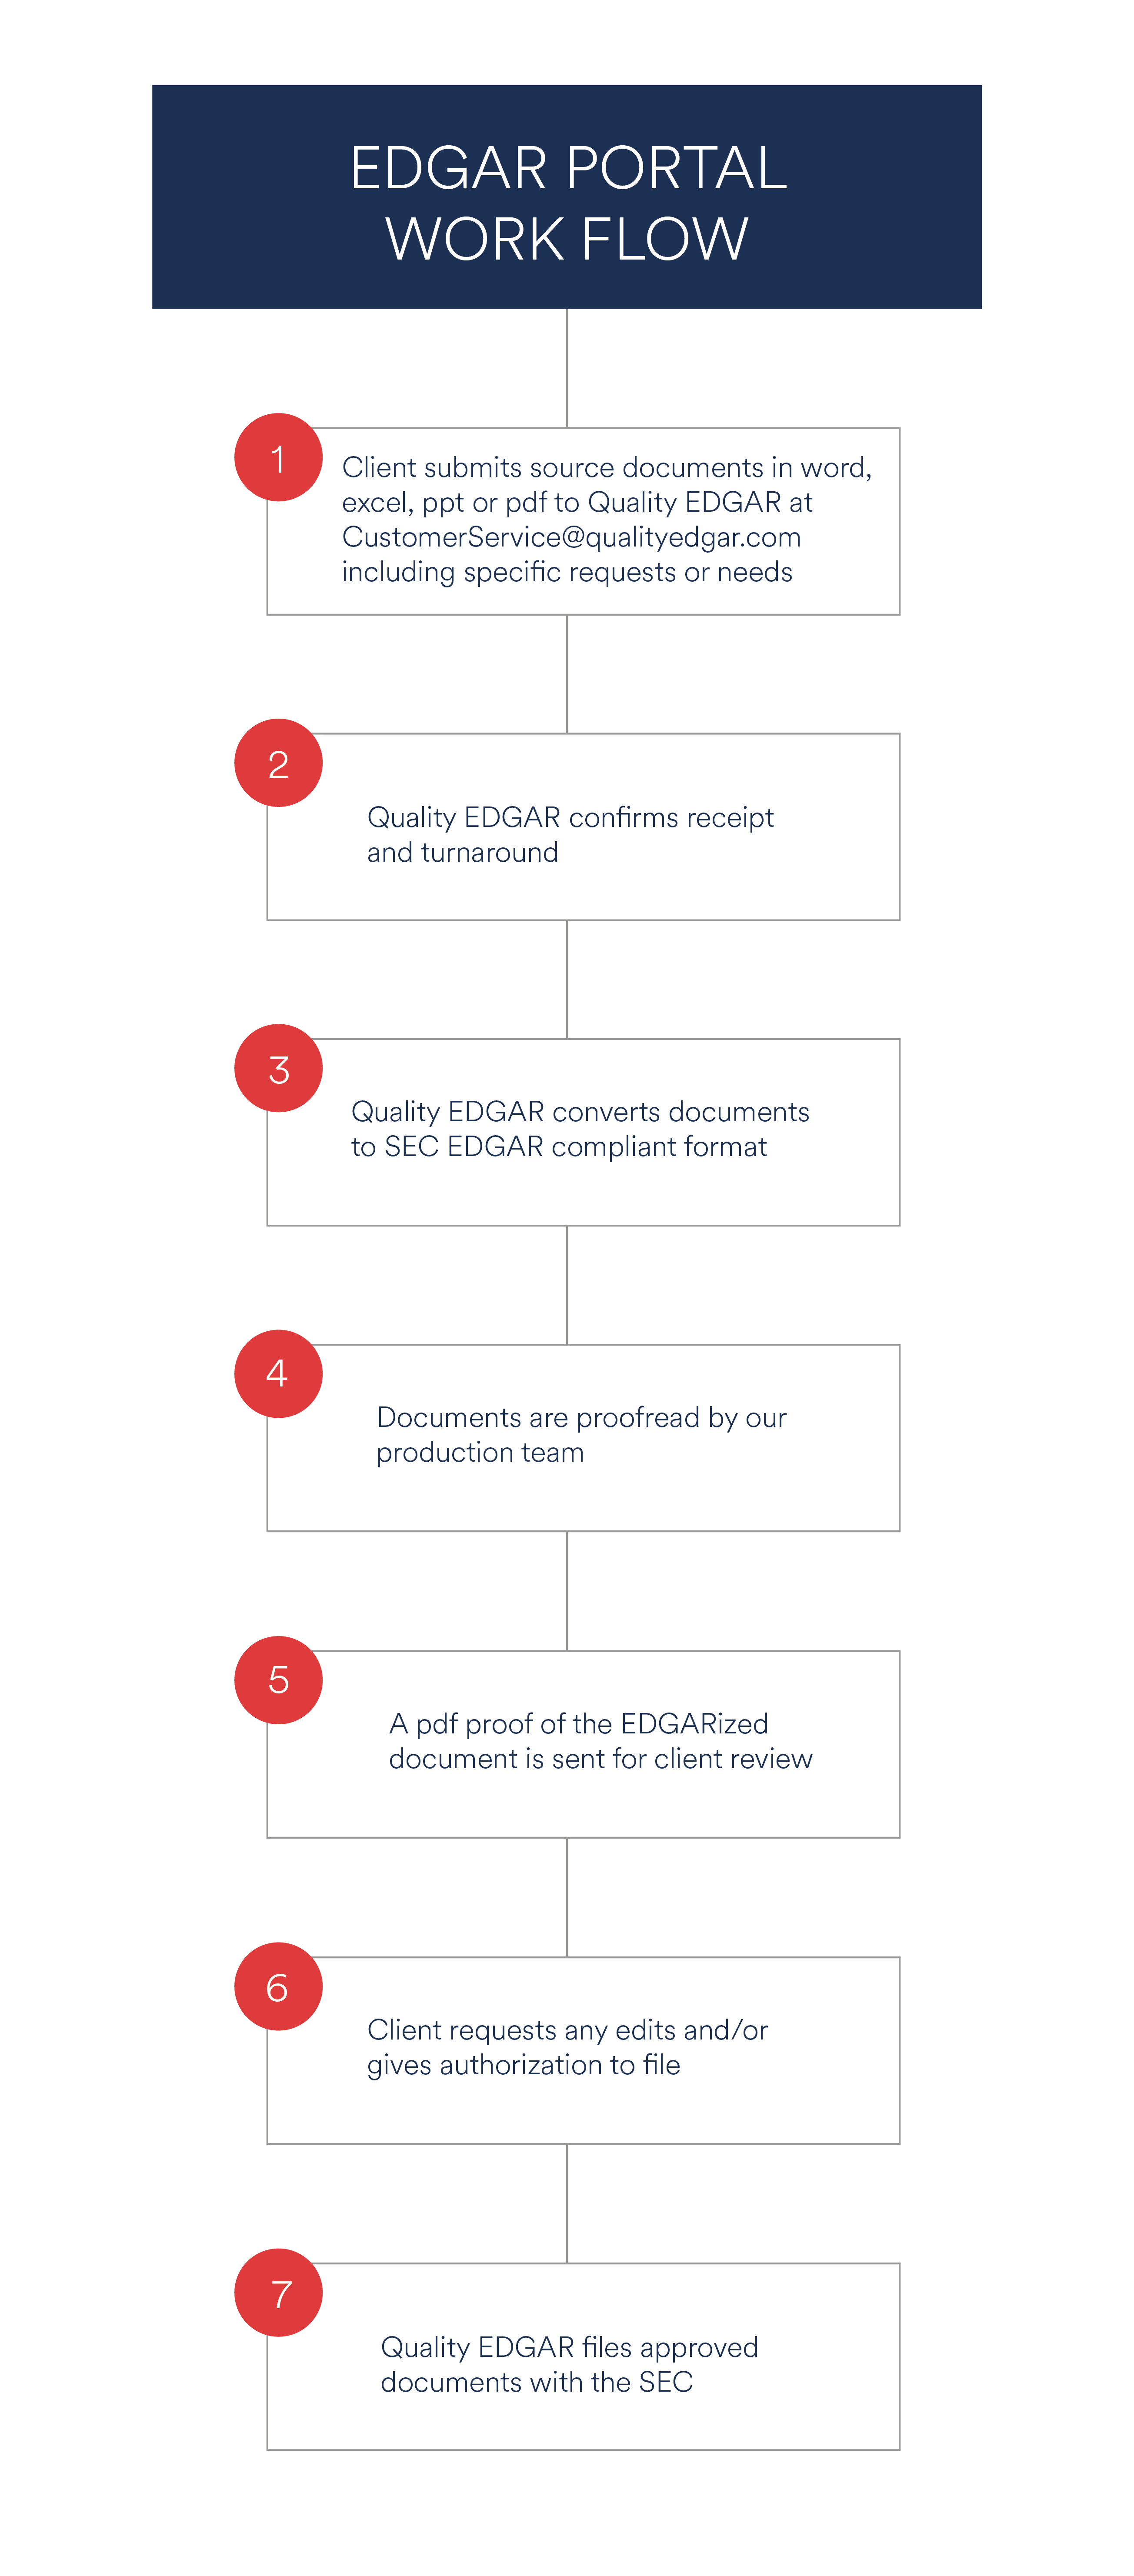 EDGAR PORTAL
WORK FLOW
1
Client submits source documents in word,
excel, ppt or pdf to Quality EDGAR at
CustomerService@qualityedgar.com
including specific requests or needs
2
Quality EDGAR confirms receipt
and turnaround
3
Quality EDGAR converts documents
to SEC EDGAR compliant format
4
Documents are proofread by our
production team
5
A pdf proof of the EDGARized
document is sent for client review
6
Client requests any edits and/or
gives authorization to file
7
Quality EDGAR files approved
documents with the SEC